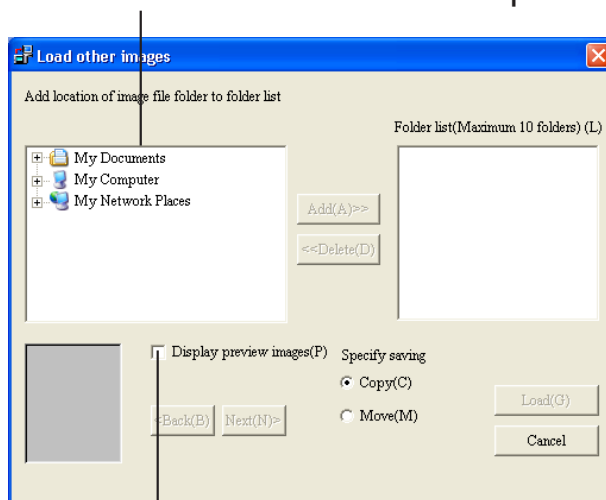 Load other images
Add location of image file folder to folder list
Folder list(Maximum 10 folders) (L)
My Documents
My Computer
My Network Places
Add(A)>>
<<Delete(D)
Display preview images(P)
Specify saving
Copy(C)
Move(M)
<Back(B)
Next(N)>
Load(G)
Cancel